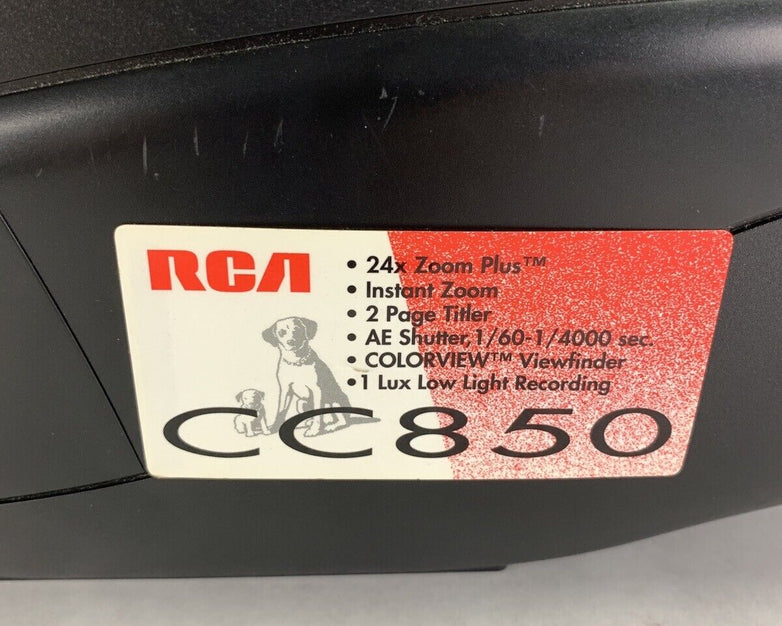 RCA
• 24x Zoom Plus™
• Instant Zoom
• 2 Page Titler
• AE Shutter, 1/60-1/4000 sec.
• COLORVIEW™ Viewfinder
•1 Lux Low Light Recording
CC850